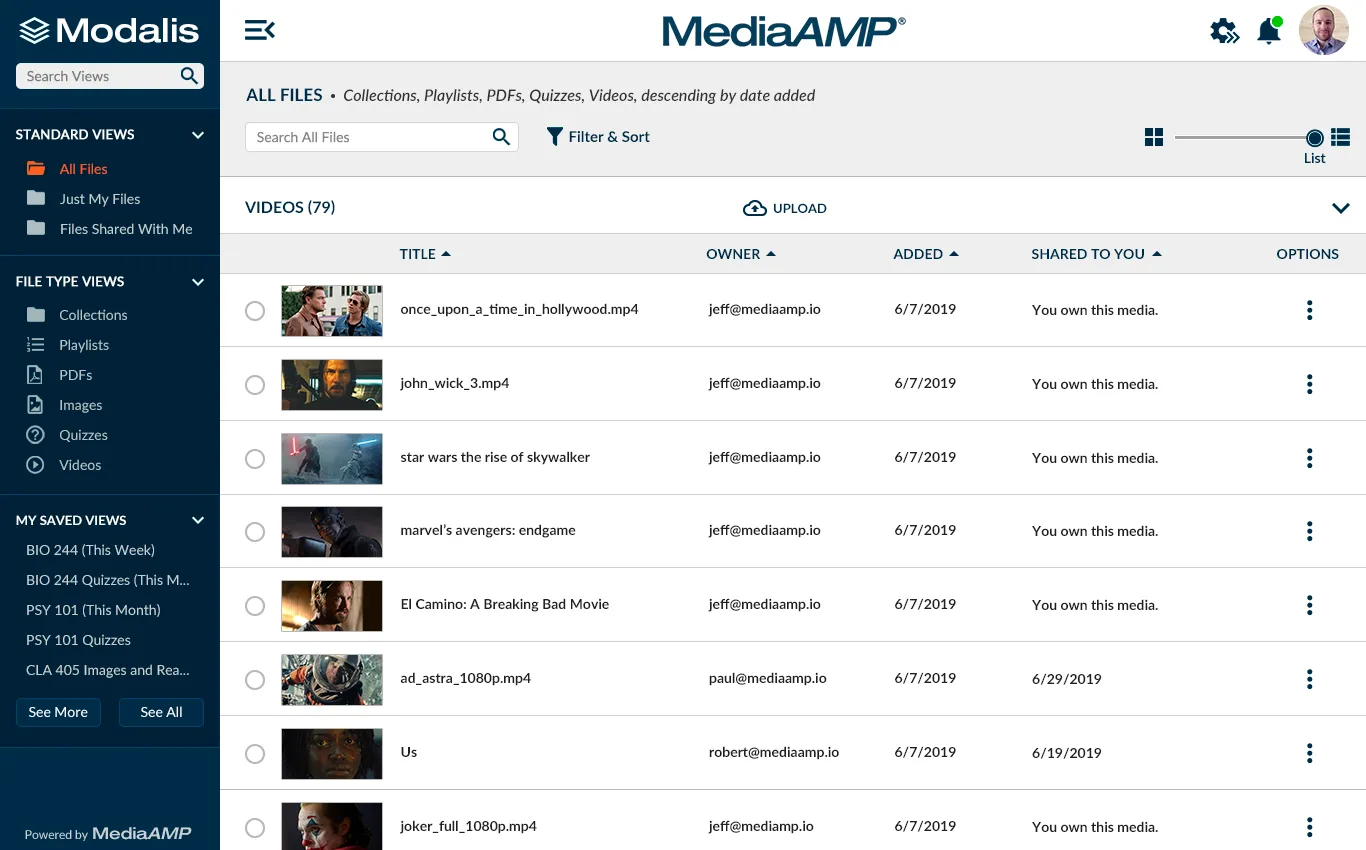 Modalis
Search Views
STANDARD VIEWS
All Files
Just My Files
Files Shared With Me
FILE TYPE VIEWS
Collections
Playlists
PDFs
Images
Quizzes
Videos
MY SAVED VIEWS
BIO 244 (This Week)
BIO 244 Quizzes (This M...
PSY 101 (This Month)
PSY 101 Quizzes
CLA 405 Images and Rea...
See More See All
Powered by MediaAMP
MediaAMP®
ALL FILES • Collections, Playlists, PDFs, Quizzes, Videos, descending by date added
Search All Files Filter & Sort
List
VIDEOS (79) UPLOAD
TITLE OWNER ADDED SHARED TO YOU OPTIONS
once_upon_a_time_in_hollywood.mp4 jeff@mediaamp.io 6/7/2019 You own this media.
john_wick_3.mp4 jeff@mediaamp.io 6/7/2019 You own this media.
star wars the rise of skywalker jeff@mediaamp.io 6/7/2019 You own this media.
marvel's avengers: endgame jeff@mediaamp.io 6/7/2019 You own this media.
El Camino: A Breaking Bad Movie jeff@mediaamp.io 6/7/2019 You own this media.
ad_astra_1080p.mp4 paul@mediaamp.io 6/7/2019 6/29/2019
Us robert@mediaamp.io 6/7/2019 6/19/2019
joker_full_1080p.mp4 jeff@mediamp.io 6/7/2019 You own this media.